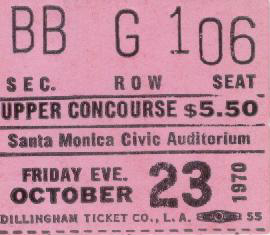 BB G 106
SEC. ROW SEAT
UPPER CONCOURSE $5.50
Santa Monica Civic Auditorium
FRIDAY EVE.
OCTOBER 23 1970
DILLINGHAM TICKET CO., L. A. 55